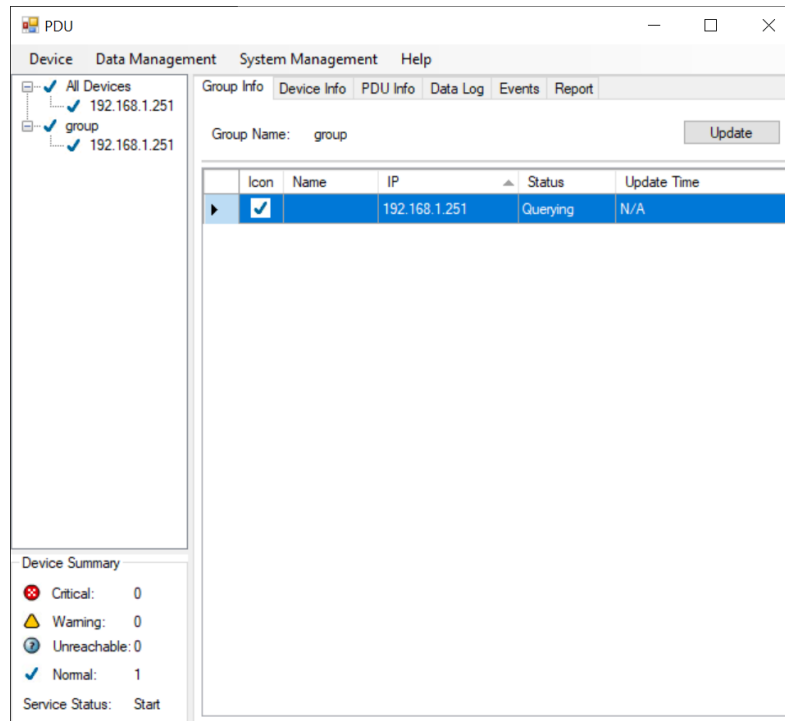 PDU
Device Data Management System Management Help
All Devices
192.168.1.251
group
192.168.1.251
Group Info Device Info PDU Info Data Log Events Report
Group Name: group Update
Icon Name IP Status Update Time
192.168.1.251 Querying N/A
Device Summary
Critical: 0
Warning: 0
Unreachable: 0
Normal: 1
Service Status: Start